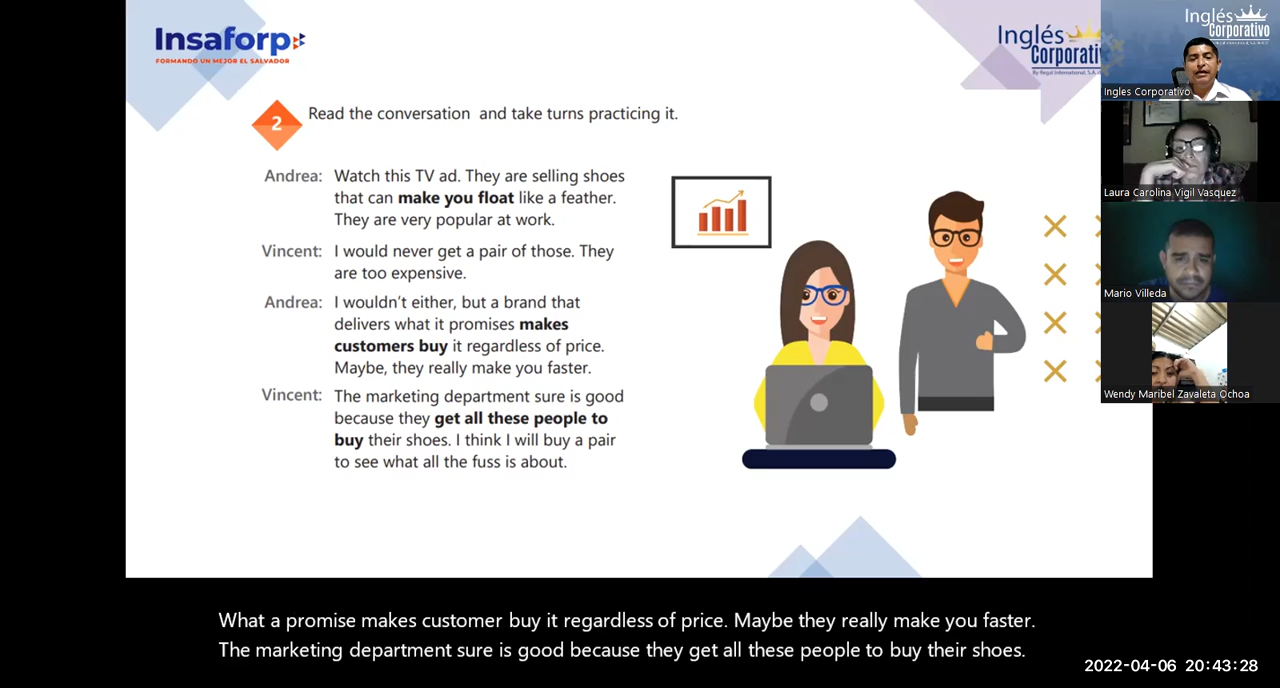 Insaforp
FORMANDO UN MEJOR EL SALVADOR
Inglés
Corporativ
By Regal International, S.A.
2
Read the conversation and take turns practicing it.
Andrea: Watch this TV ad. They are selling shoes
that can make you float like a feather.
They are very popular at work.
Vincent: I would never get a pair of those. They
are too expensive.
Andrea: I wouldn't either, but a brand that
delivers what it promises makes
customers buy it regardless of price.
Maybe, they really make you faster.
Vincent: The marketing department sure is good
because they get all these people to
buy their shoes. I think I will buy a pair
to see what all the fuss is about.
Inglés
Corporativo
Ingles Corporativo
Laura Carolina Vigil Vasquez
Mario Villeda
Wendy Maribel Zavaleta Ochoa
What a promise makes customer buy it regardless of price. Maybe they really make you faster.
The marketing department sure is good because they get all these people to buy their shoes.
2022-04-06 20:43:28